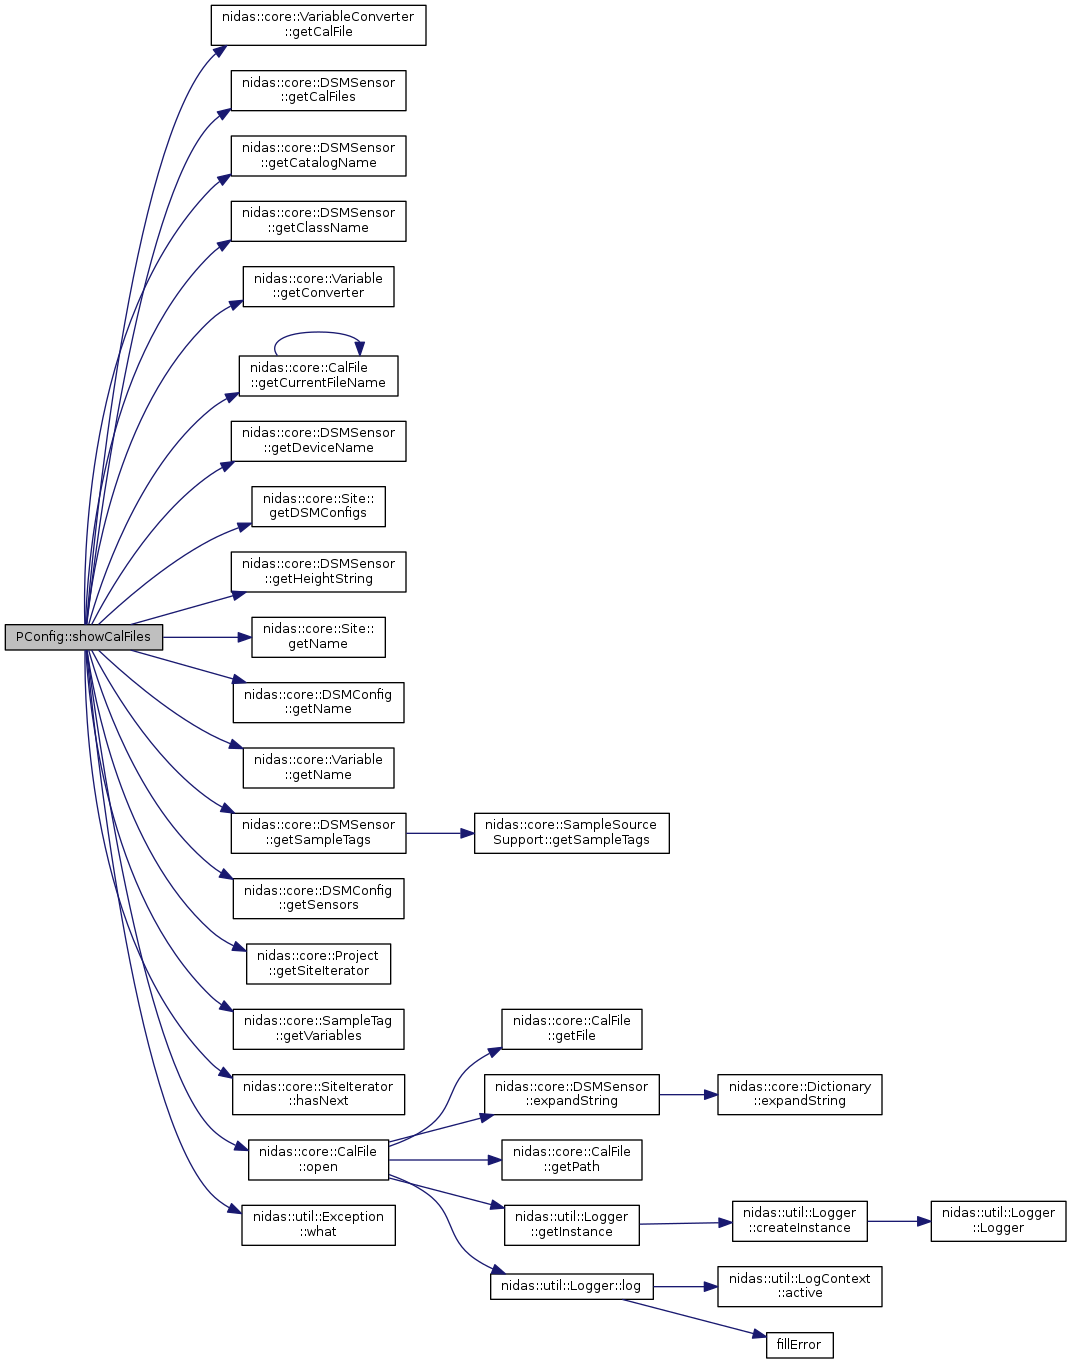 nidas::core::VariableConverter
::getCalFile
nidas::core::DSMSensor
::getCalFiles
nidas::core::DSMSensor
::getCatalogName
nidas::core::DSMSensor
::getClassName
nidas::core::Variable
::getConverter
nidas::core::CalFile
::getCurrentFileName
nidas::core::DSMSensor
::getDeviceName
nidas::core::Site::
getDSMConfigs
nidas::core::DSMSensor
::getHeightString
PConfig::showCalFiles
nidas::core::Site::
getName
nidas::core::DSMConfig
::getName
nidas::core::Variable
::getName
nidas::core::DSMSensor
::getSampleTags
nidas::core::SampleSource
Support::getSampleTags
nidas::core::DSMConfig
::getSensors
nidas::core::Project
::getSiteIterator
nidas::core::SampleTag
::getVariables
nidas::core::CalFile
::getFile
nidas::core::SiteIterator
::hasNext
nidas::core::DSMSensor
::expandString
nidas::core::Dictionary
::expandString
nidas::core::CalFile
::open
nidas::core::CalFile
::getPath
nidas::util::Exception
::what
nidas::util::Logger
::getInstance
nidas::util::Logger
::createInstance
nidas::util::Logger
::Logger
nidas::util::Logger::log
nidas::util::LogContext
::active
fillError